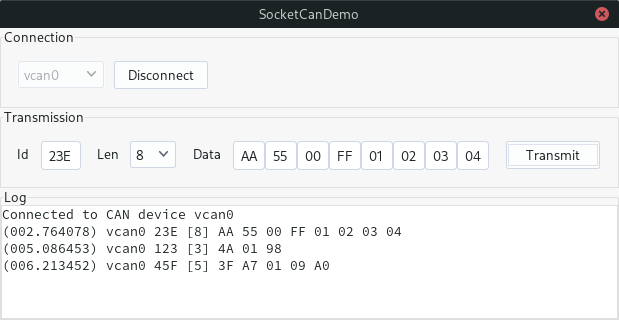 SocketCanDemo
Connection
vcan0 Disconnect
Transmission
Id 23E Len 8 Data AA 55 00 FF 01 02 03 04 Transmit
Log
Connected to CAN device vcan0
(002.764078) vcan0 23E [8] AA 55 00 FF 01 02 03 04
(005.086453) vcan0 123 [3] 4A 01 98
(006.213452) vcan0 45F [5] 3F A7 01 09 A0